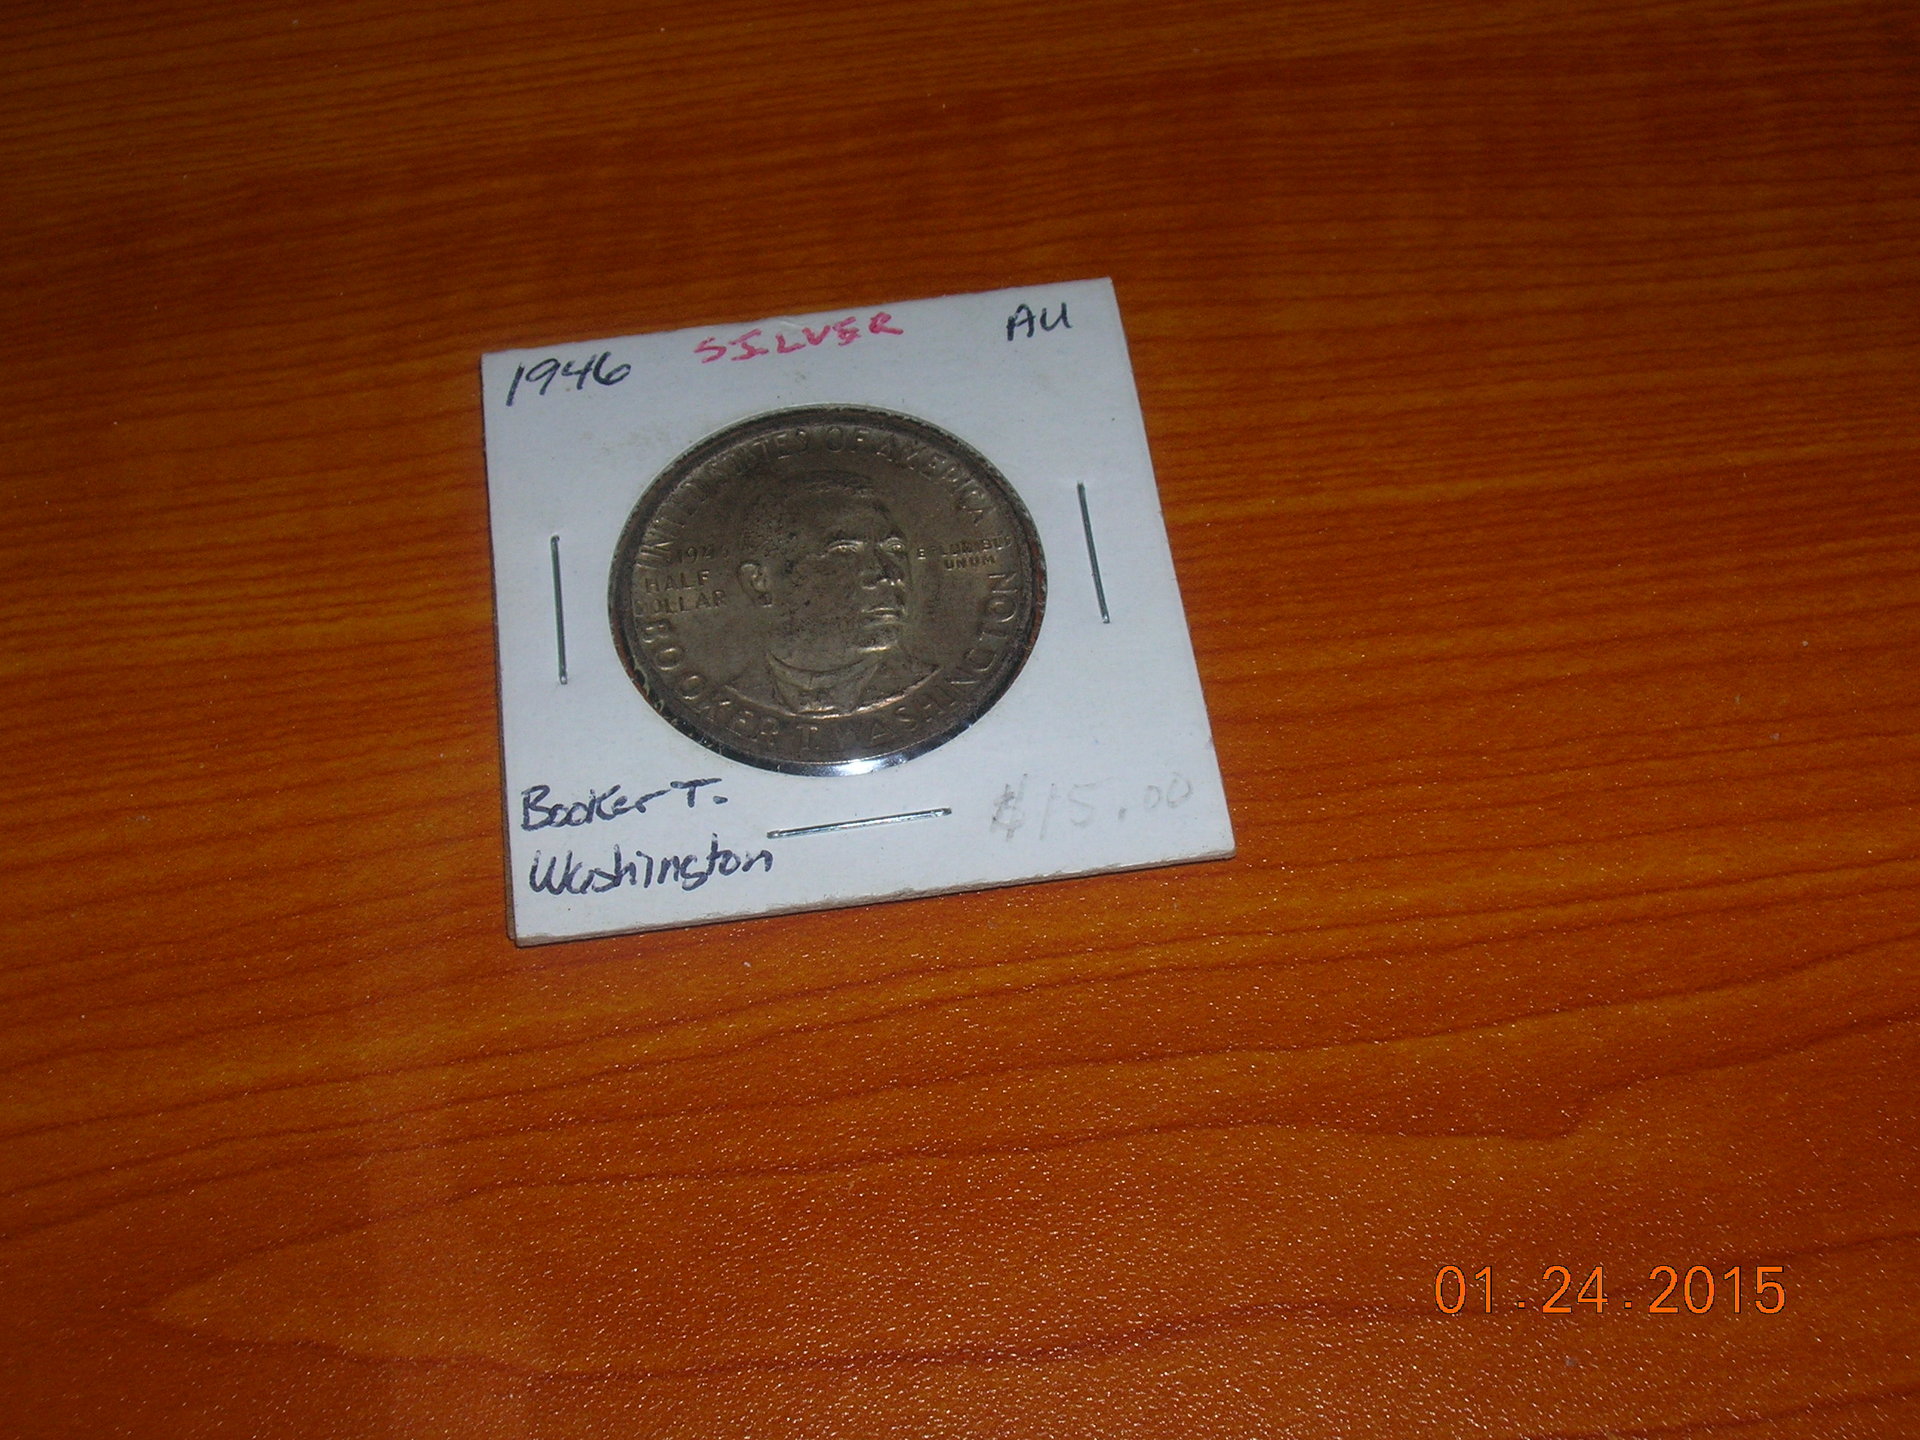 1946 SILVER AU
UNITED STATES OF AMERICA
1946
HALF
DOLLAR
E PLURIBUS
UNUM
BOOKER T. WASHINGTON
Booker T.
Washington
$15.00
01.24.2015